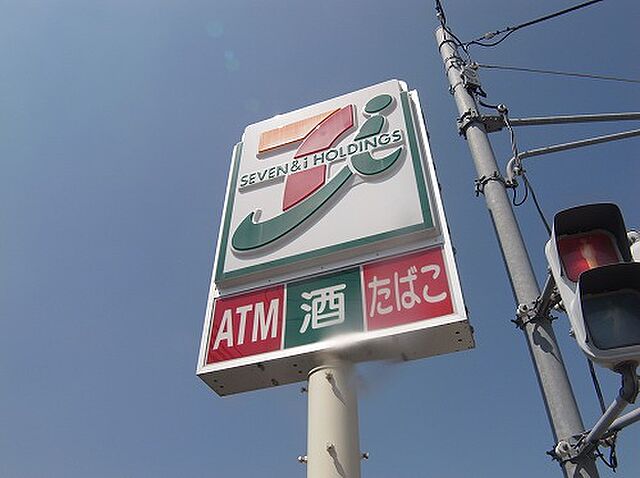 SEVEN&i HOLDINGS
ATM 酒 たばこ